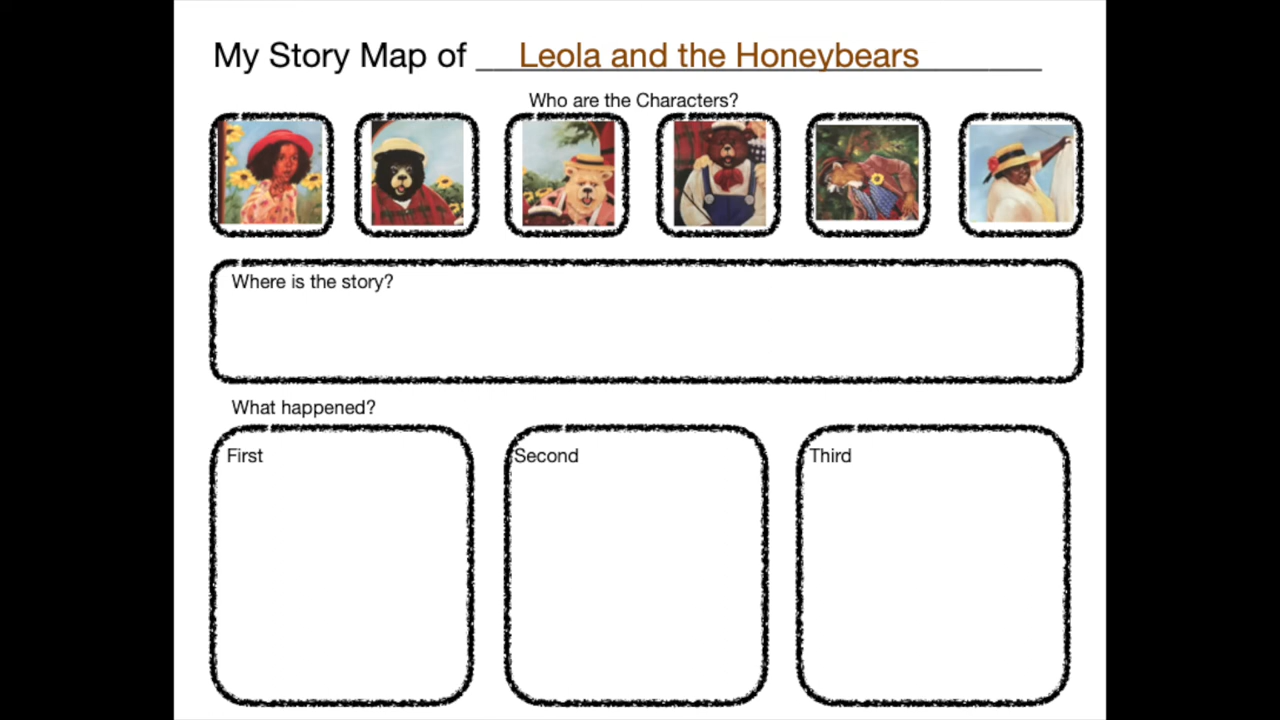 My Story Map of Leola and the Honeybears
Who are the Characters?
Where is the story?
What happened?
First
Second
Third